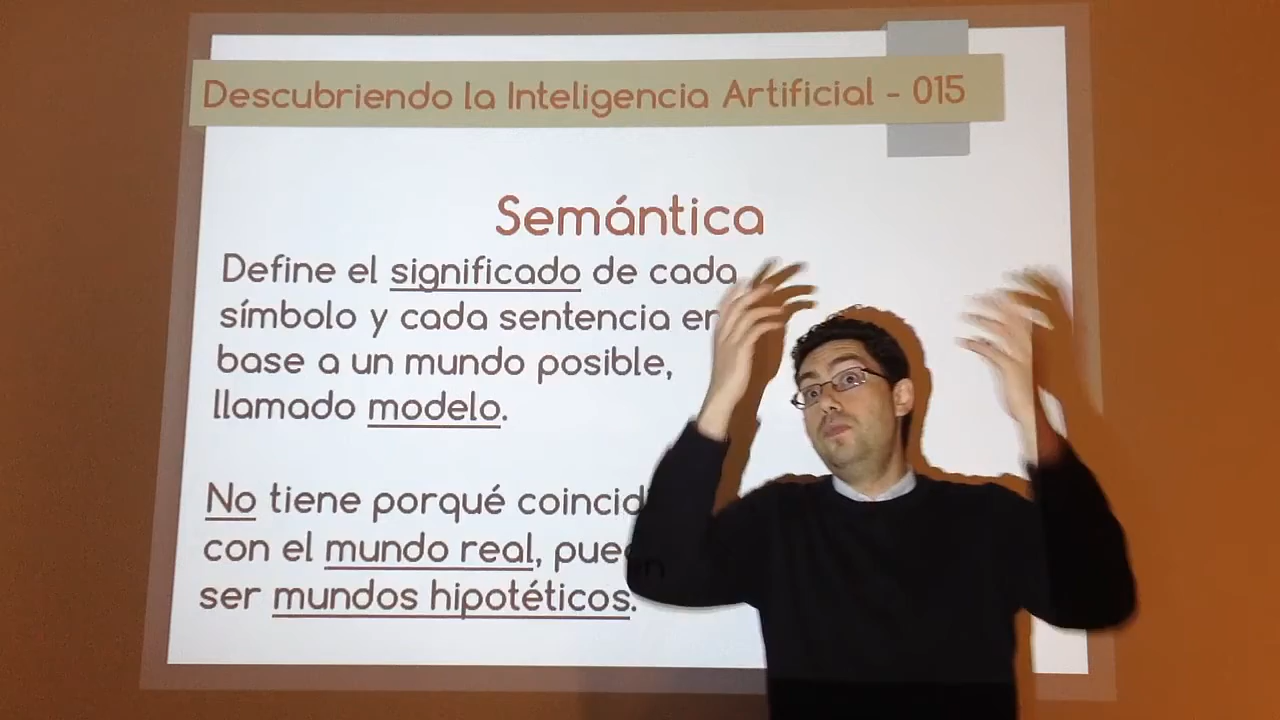 Descubriendo la Inteligencia Artificial - 015
Semántica
Define el significado de cada
símbolo y cada sentencia en
base a un mundo posible,
llamado modelo.
No tiene porqué coincid
con el mundo real, pueden
ser mundos hipotéticos.